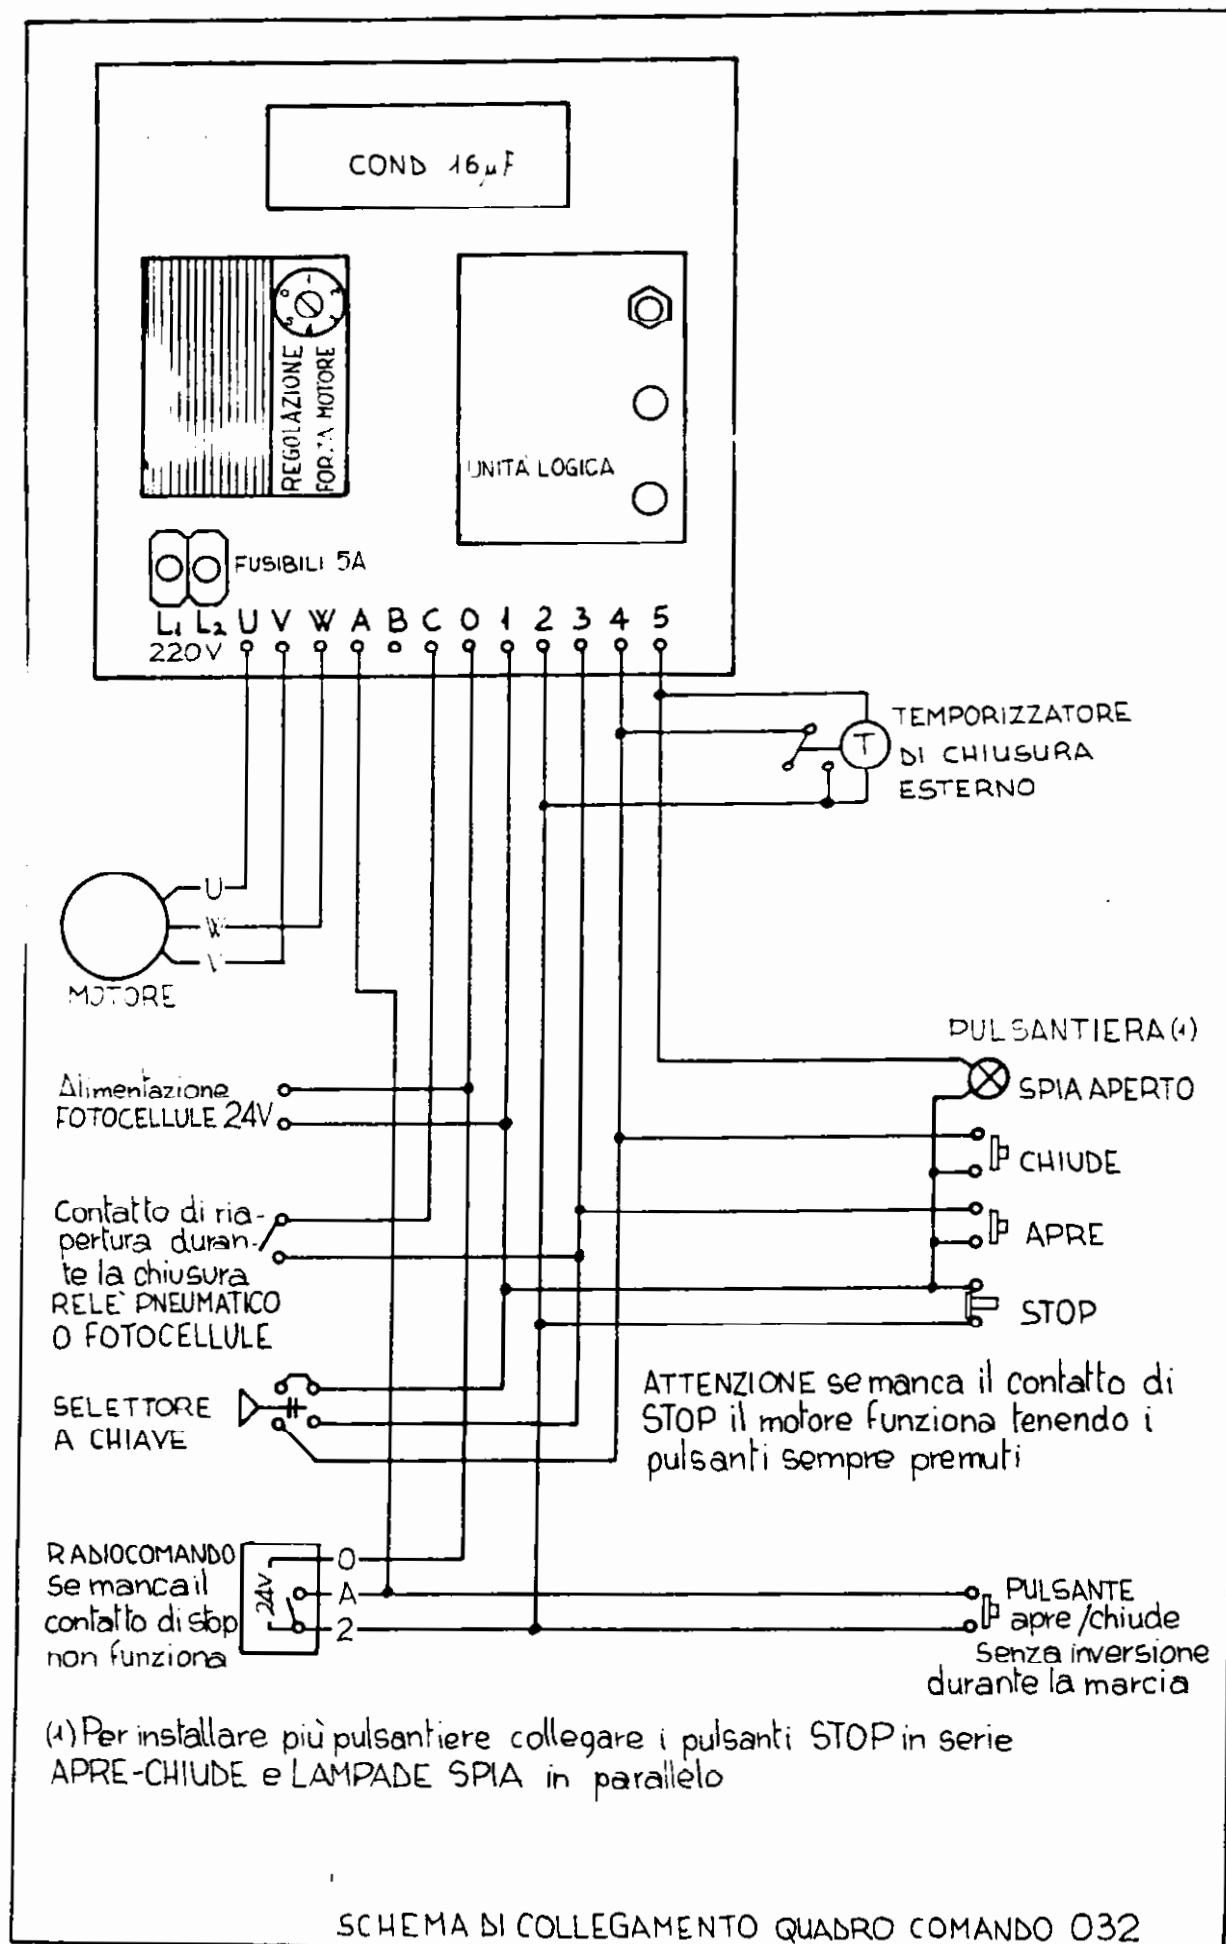 COND 16µF
0 1 2
REGOLAZIONE
FORZA MOTORE
UNITÀ LOGICA
FUSIBILI 5A
L1 L2 U V W A B C 0 1 2 3 4 5
220V
TEMPORIZZATORE
DI CHIUSURA
ESTERNO
T
U
W
V
MOTORE
PULSANTIERA (1)
SPIA APERTO
CHIUDE
APRE
STOP
Alimentazione
FOTOCELLULE 24V
Contatto di ria-
pertura duran-
te la chiusura
RELE' PNEUMATICO
O FOTOCELLULE
SELETTORE
A CHIAVE
ATTENZIONE se manca il contatto di
STOP il motore funziona tenendo i
pulsanti sempre premuti
RADIOCOMANDO
Se manca il
contatto di stop
non funziona
24V
0
A
2
PULSANTE
apre/chiude
Senza inversione
durante la marcia
(1) Per installare più pulsantiere collegare i pulsanti STOP in serie
APRE-CHIUDE e LAMPADE SPIA in parallelo
SCHEMA DI COLLEGAMENTO QUADRO COMANDO 032